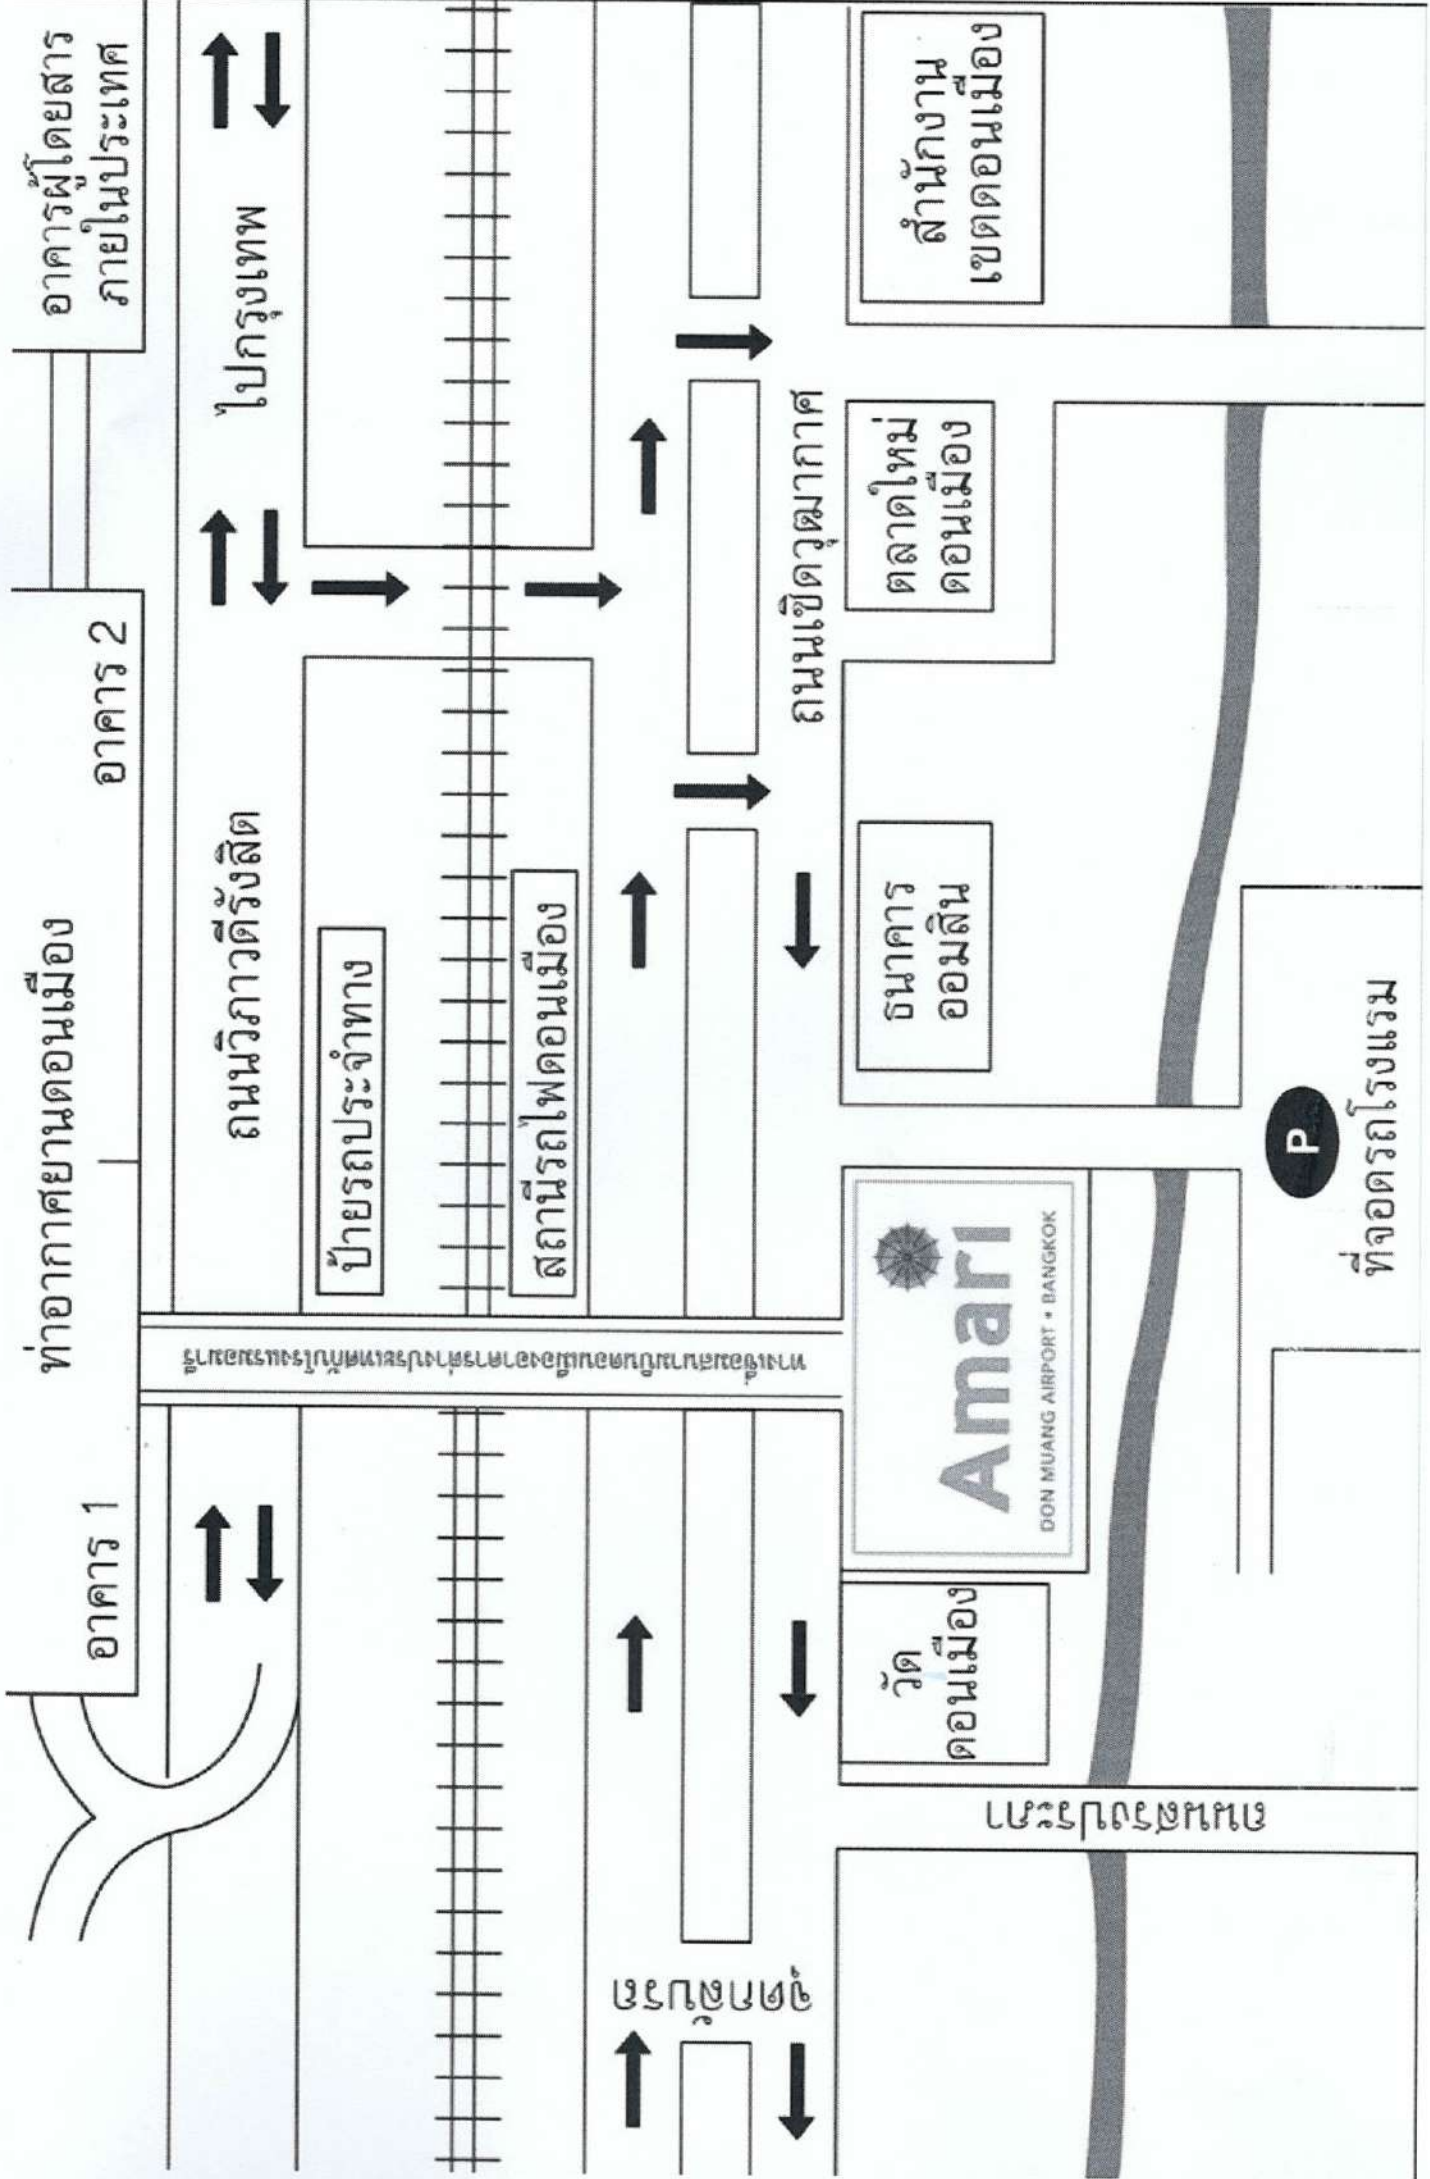 ท่าอากาศยานดอนเมือง
อาคาร 1
อาคาร 2
อาคารผู้โดยสาร
ภายในประเทศ
ถนนวิภาวดีรังสิต
ไปกรุงเทพ
ป้ายรถประจำทาง
สถานีรถไฟดอนเมือง
ทางเชื่อมสนามบินดอนเมืองอาคารต่างประเทศกับโรงแรมอมารี
จุดกลับรถ
ถนนเชิดวุฒากาศ
วัด
ดอนเมือง
Amari
DON MUANG AIRPORT • BANGKOK
ธนาคาร
ออมสิน
ตลาดใหม่
ดอนเมือง
สำนักงาน
เขตดอนเมือง
ถนนสรงประภา
P
ที่จอดรถโรงแรม